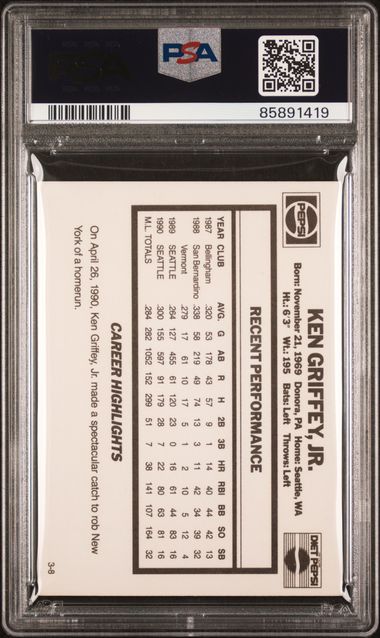 PSA
PSA
85891419
PEPSI
KEN GRIFFEY, JR.
DIET PEPSI
Born: November 21, 1969 Donora, PA Home: Seattle, WA
Ht.: 6'3" Wt.: 195 Bats: Left Throws: Left
RECENT PERFORMANCE
YEAR CLUB AVG. G AB R H 2B 3B HR RBI BB SO SB
1987 Bellingham .320 53 178 43 57 9 1 14 40 44 42 13
1988 San Bernardino .338 58 219 49 74 13 3 11 42 34 39 32
Vermont .279 17 61 10 17 5 1 2 10 5 12 4
1989 SEATTLE .264 127 455 61 120 23 0 16 61 44 83 16
1990 SEATTLE .300 155 597 91 179 28 7 22 80 63 81 16
M.L. TOTALS .284 282 1052 152 299 51 7 38 141 107 164 32
CAREER HIGHLIGHTS
On April 26, 1990, Ken Griffey, Jr. made a spectacular catch to rob New
York of a homerun.
3-8